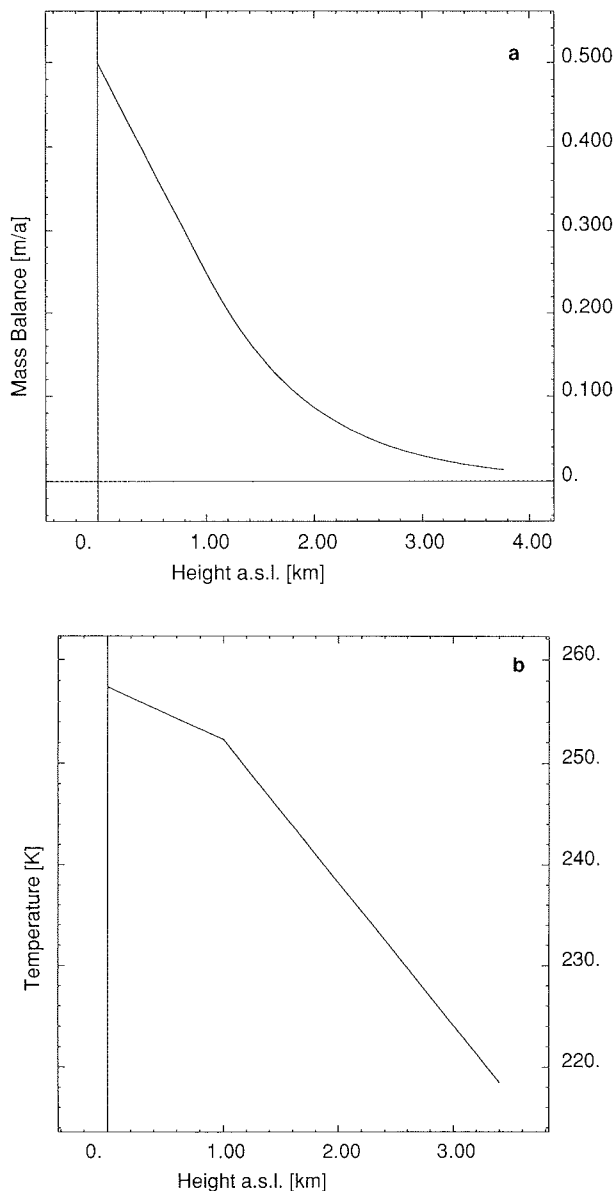 a
0.500
0.400
0.300
0.200
0.100
0.
Mass Balance [m/a]
0. 1.00 2.00 3.00 4.00
Height a.s.l. [km]
b
260.
250.
240.
230.
220.
Temperature [K]
0. 1.00 2.00 3.00
Height a.s.l. [km]